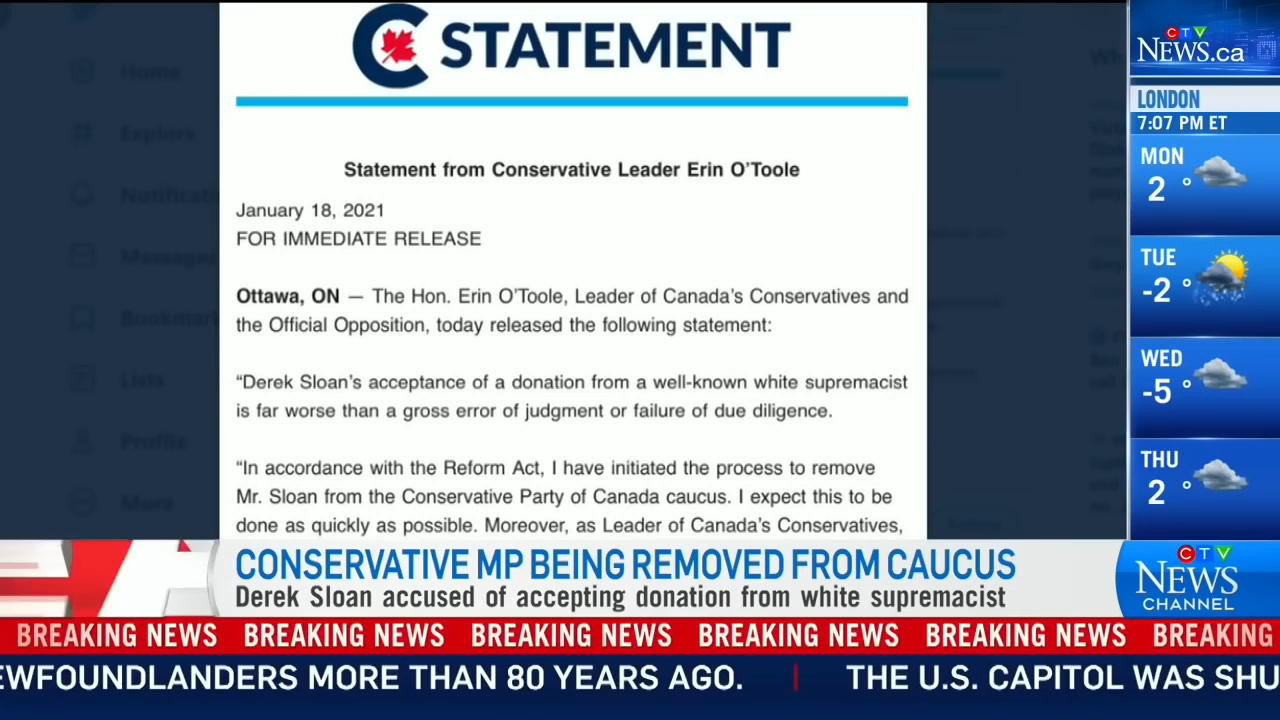 STATEMENT
Statement from Conservative Leader Erin O'Toole
January 18, 2021
FOR IMMEDIATE RELEASE
Ottawa, ON — The Hon. Erin O'Toole, Leader of Canada's Conservatives and
the Official Opposition, today released the following statement:
“Derek Sloan's acceptance of a donation from a well-known white supremacist
is far worse than a gross error of judgment or failure of due diligence.
“In accordance with the Reform Act, I have initiated the process to remove
Mr. Sloan from the Conservative Party of Canada caucus. I expect this to be
done as quickly as possible. Moreover, as Leader of Canada's Conservatives,
Home
Explore
Messages
Lists
Profile
More
CTV
NEWS.ca
LONDON
7:07 PM ET
MON
2 °
TUE
-2 °
WED
-5 °
THU
2 °
CONSERVATIVE MP BEING REMOVED FROM CAUCUS
Derek Sloan accused of accepting donation from white supremacist
CTV
NEWS
CHANNEL
BREAKING NEWS BREAKING NEWS BREAKING NEWS BREAKING NEWS BREAKING NEWS BREAKING
EWFOUNDLANDERS MORE THAN 80 YEARS AGO. | THE U.S. CAPITOL WAS SHU